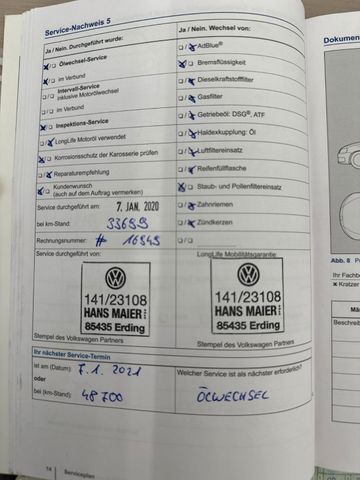 Service-Nachweis 5
Ja / Nein. Durchgeführt wurde:
Ölwechsel-Service
im Verbund
Intervall-Service
inklusive Motorölwechsel
im Verbund
Inspektions-Service
LongLife Motoröl verwendet
Korrosionsschutz der Karosserie prüfen
Reparaturempfehlung
Kundenwunsch
(auch auf dem Auftrag vermerken)
Service durchgeführt am: 7. JAN. 2020
bei km-Stand: 33699
Rechnungsnummer: # 16949
Service durchgeführt von:
141/23108
HANS MAIER
85435 Erding
Stempel des Volkswagen Partners
Ja / Nein. Wechsel von:
AdBlue®
Bremsflüssigkeit
Dieselkraftstofffilter
Gasfilter
Getriebeöl: DSG®, ATF
Haldexkupplung: Öl
Luftfiltereinsatz
Reifenfüllflasche
Staub- und Pollenfiltereinsatz
Zahnriemen
Zündkerzen
LongLife Mobilitätsgarantie:
141/23108
HANS MAIER
85435 Erding
Stempel des Volkswagen Partners
Ihr nächster Service-Termin
ist am (Datum): 7.1.2021
oder
bei (km-Stand): 48700
Welcher Service ist als nächster erforderlich?
ÖLWECHSEL
14 Serviceplan
Dokumen
Abb. 8
Ihr Fachbe
Kratzer
Män
Beschrei